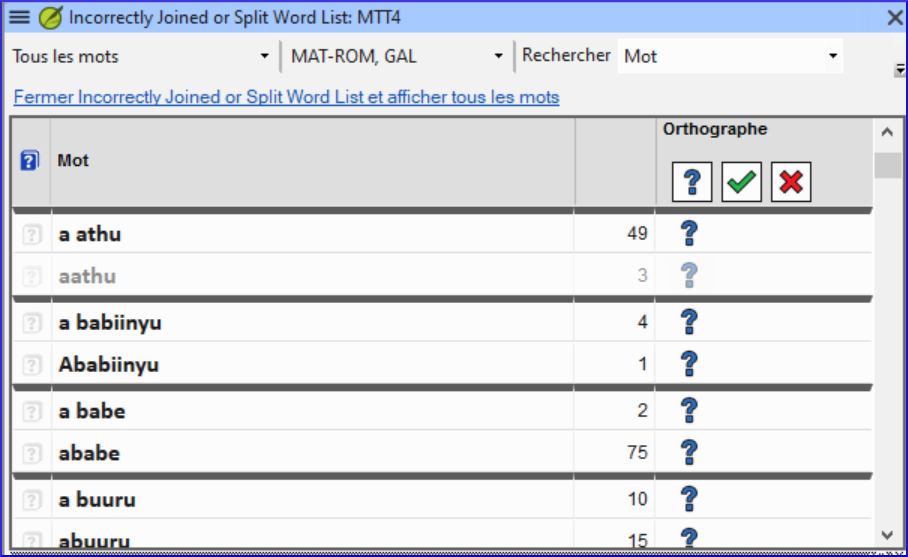 Incorrectly Joined or Split Word List: MTT4
Tous les mots MAT-ROM, GAL Rechercher Mot
Fermer Incorrectly Joined or Split Word List et afficher tous les mots
Mot Orthographe
a athu 49
aathu 3
a babiinyu 4
Ababiinyu 1
a babe 2
ababe 75
a buuru 10
abuuru 15